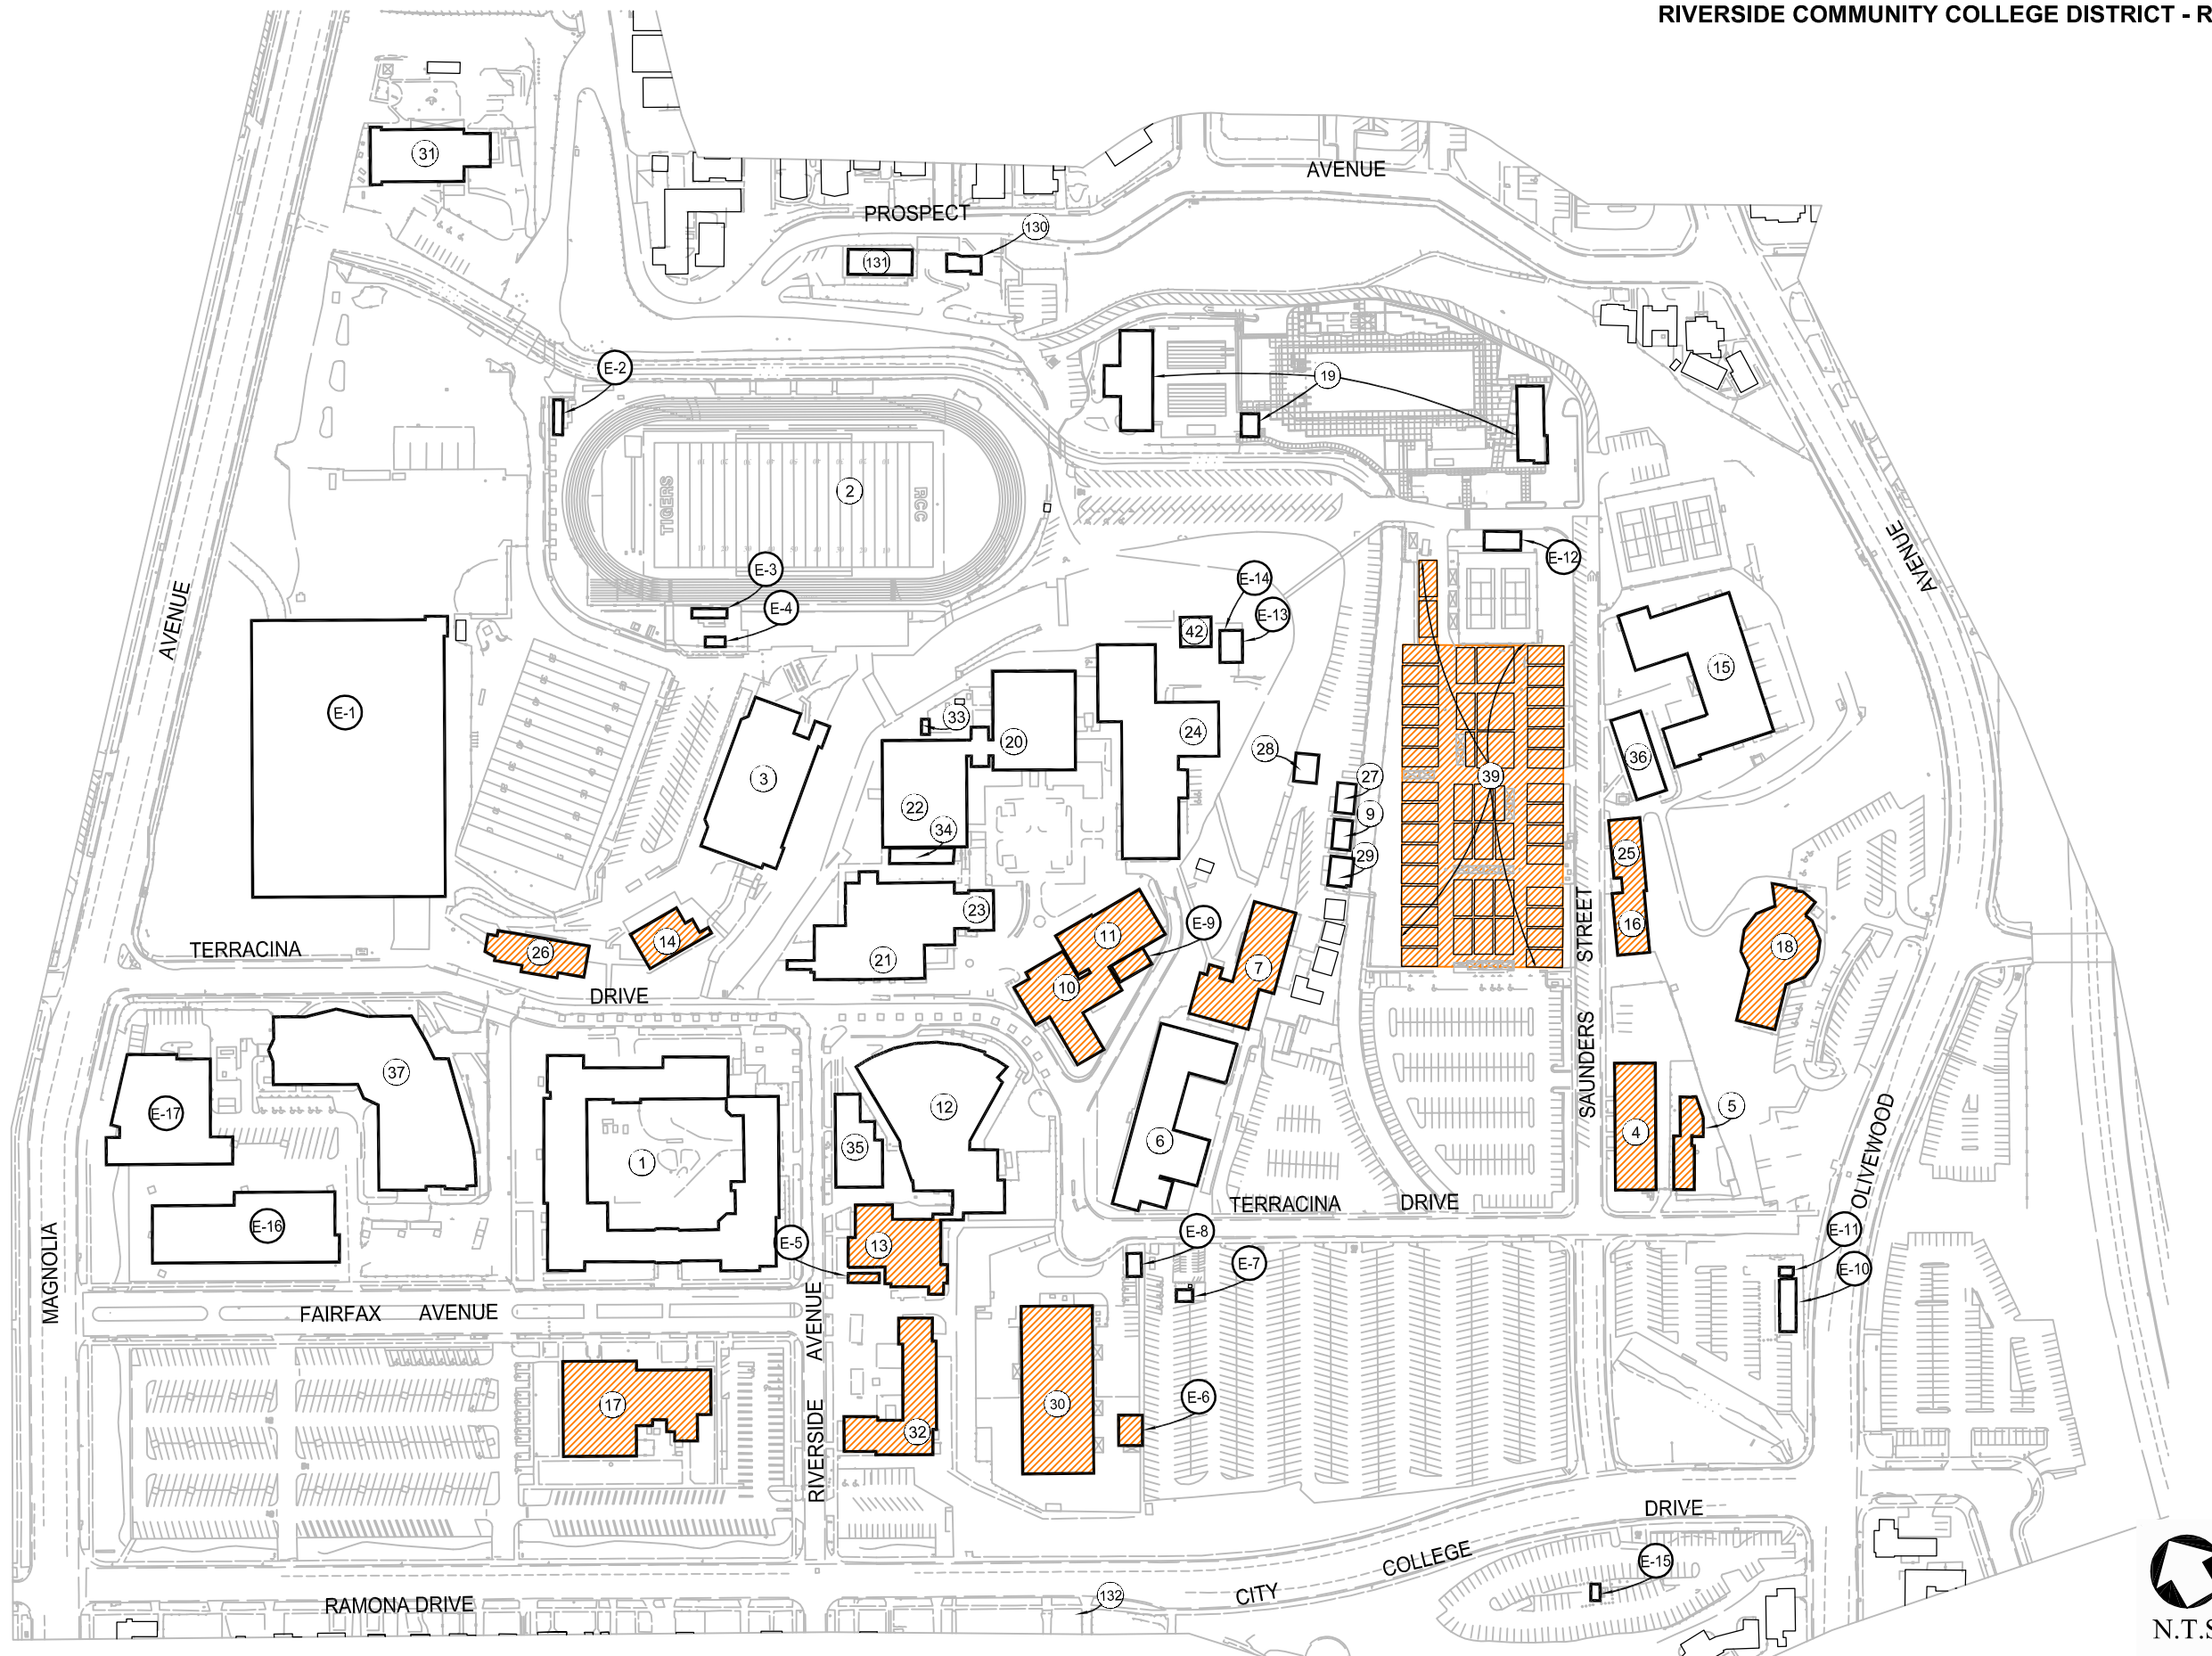 RIVERSIDE COMMUNITY COLLEGE DISTRICT - R
31
AVENUE
PROSPECT
130
131
E-2
19
2
TIGERS
RCC
AVENUE
E-12
E-3
E-14
E-4
E-13
42
AVENUE
15
E-1
33
20
24
28
36
3
27
39
22
9
34
25
29
23
E-9
16
11
TERRACINA
26
14
21
7
18
STREET
10
DRIVE
SAUNDERS
37
E-17
12
5
4
35
6
1
OLIVEWOOD
TERRACINA
DRIVE
E-16
E-8
E-11
E-5
13
E-7
E-10
MAGNOLIA
FAIRFAX
AVENUE
AVENUE
17
E-6
30
32
RIVERSIDE
DRIVE
COLLEGE
E-15
CITY
132
RAMONA DRIVE
N.T.S